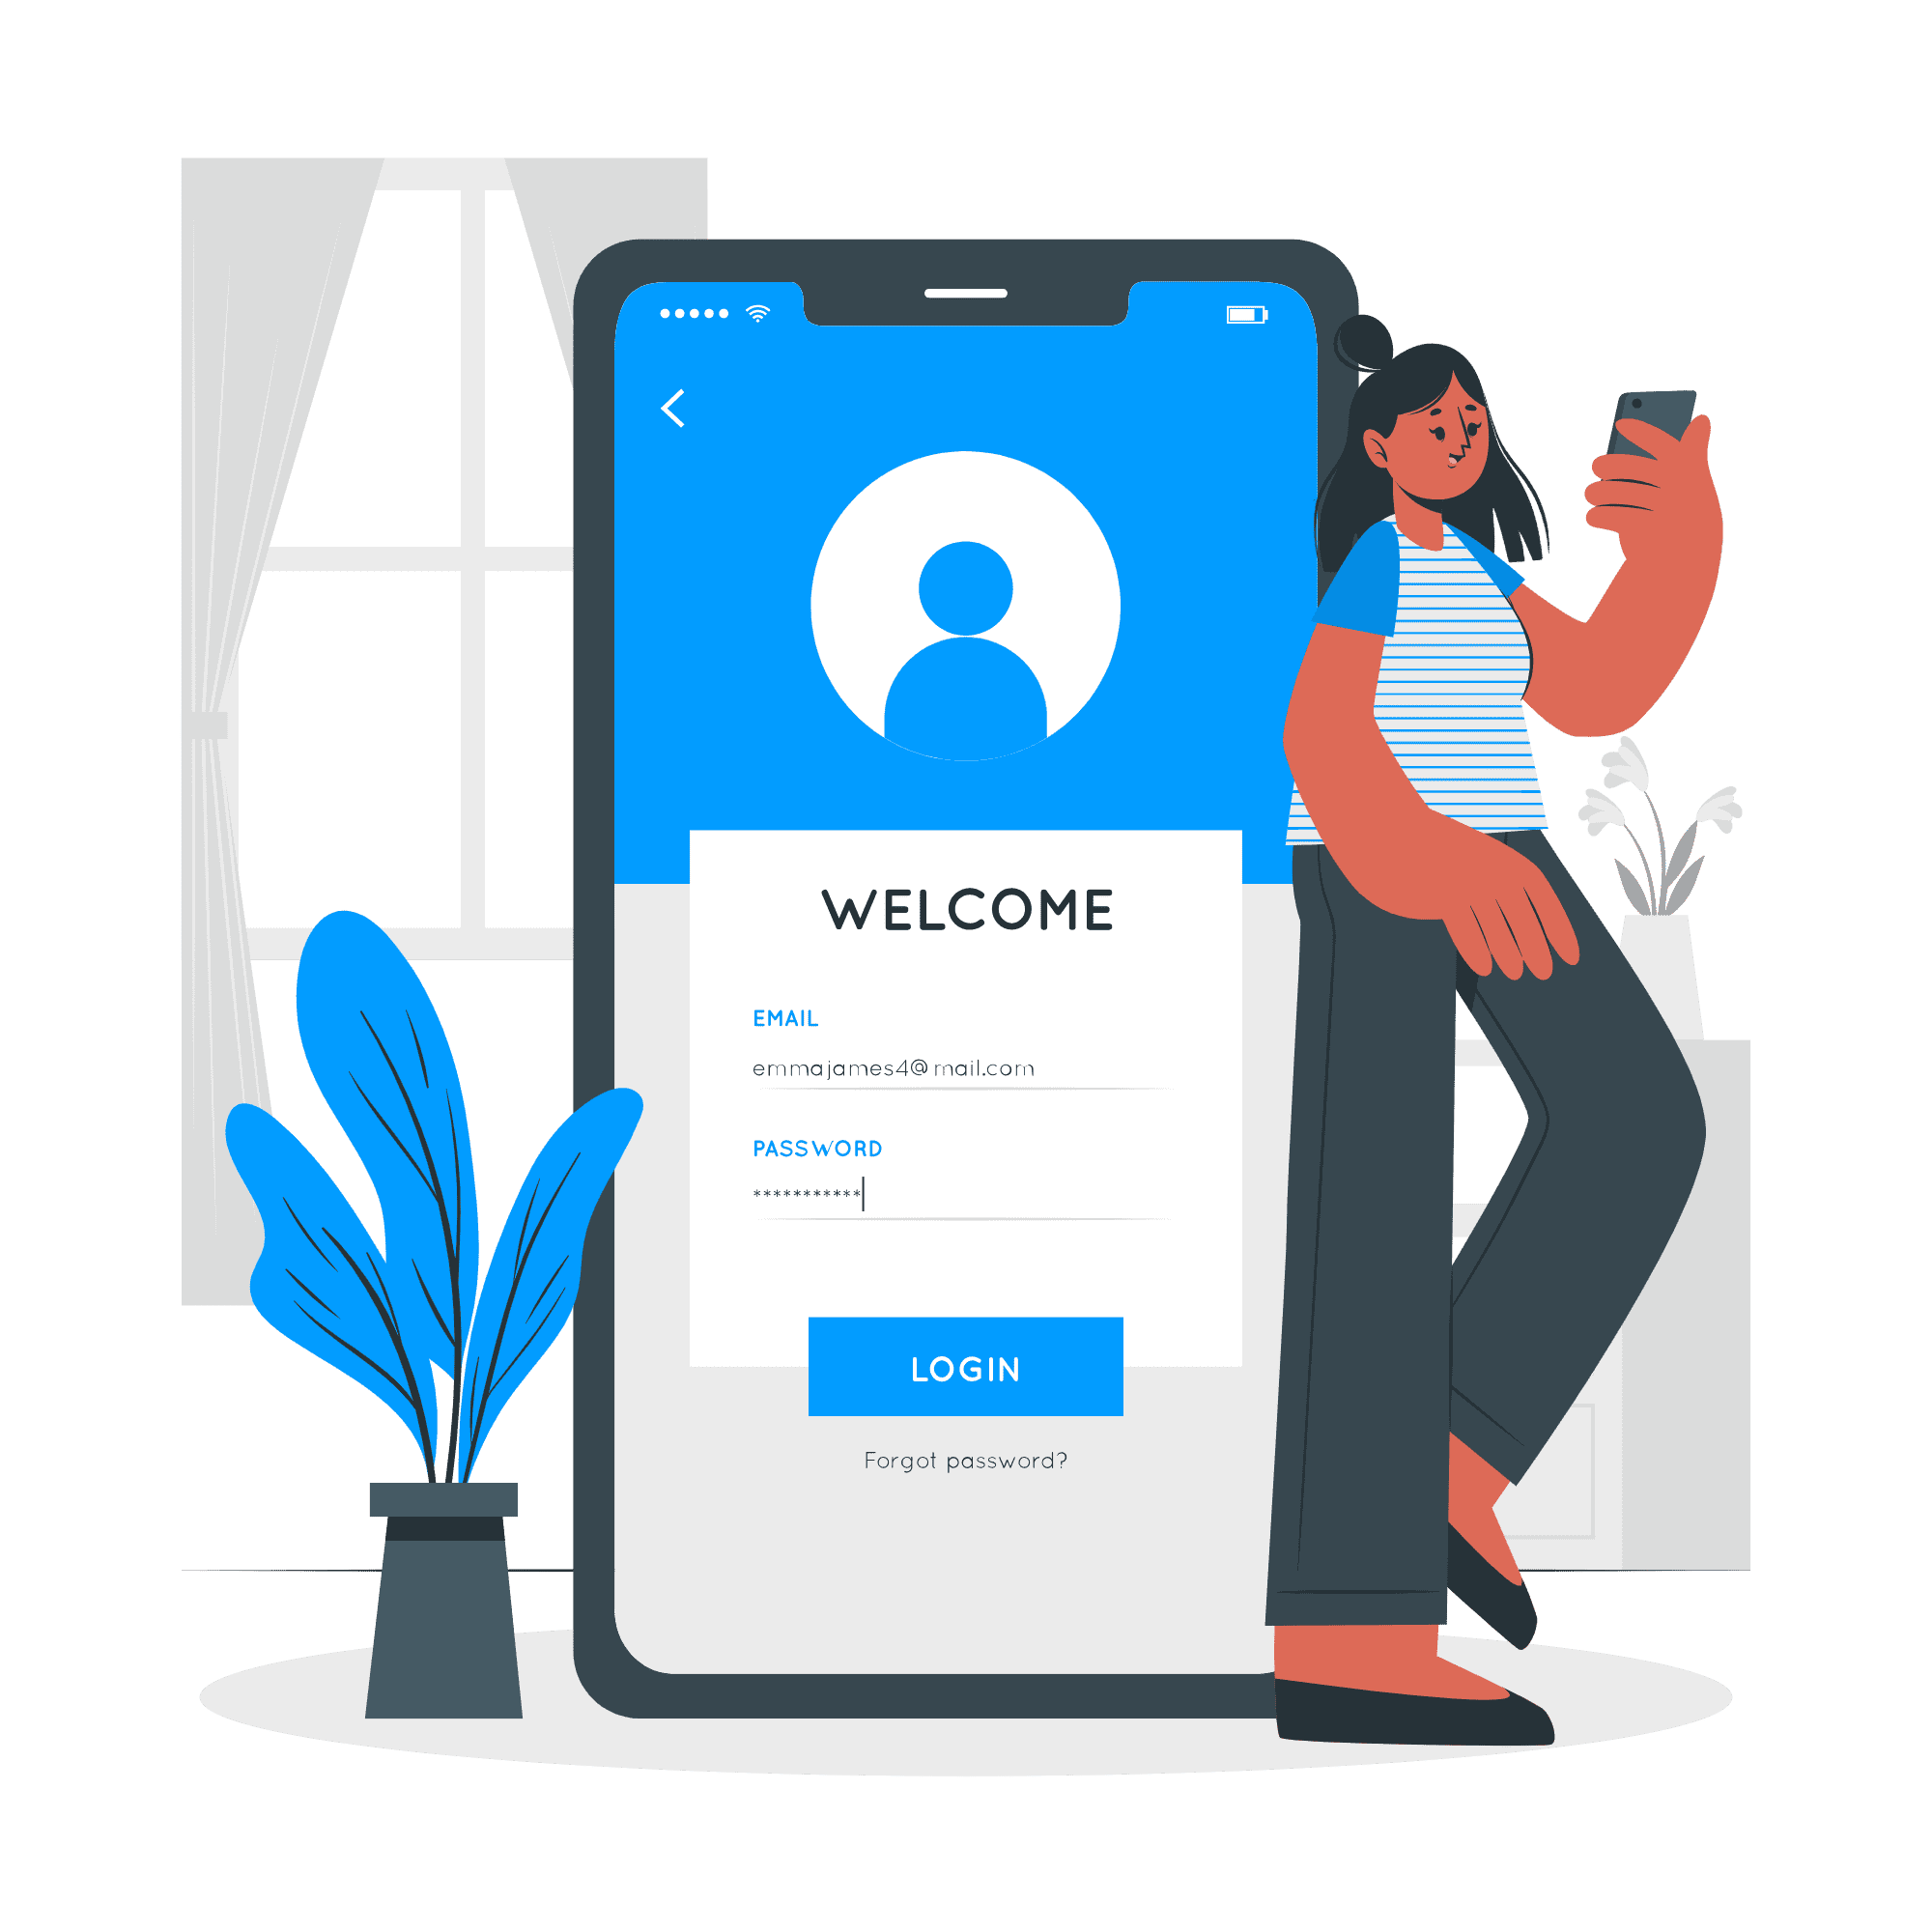 WELCOME
EMAIL
emmajames4@mail.com
PASSWORD
***********
LOGIN
Forgot password?